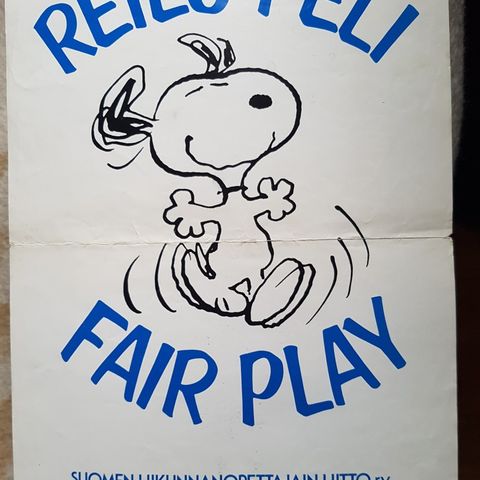 REILU PELI
FAIR PLAY
SUOMEN LIIKUNNANOPETTAJAIN LIITTO r.y.